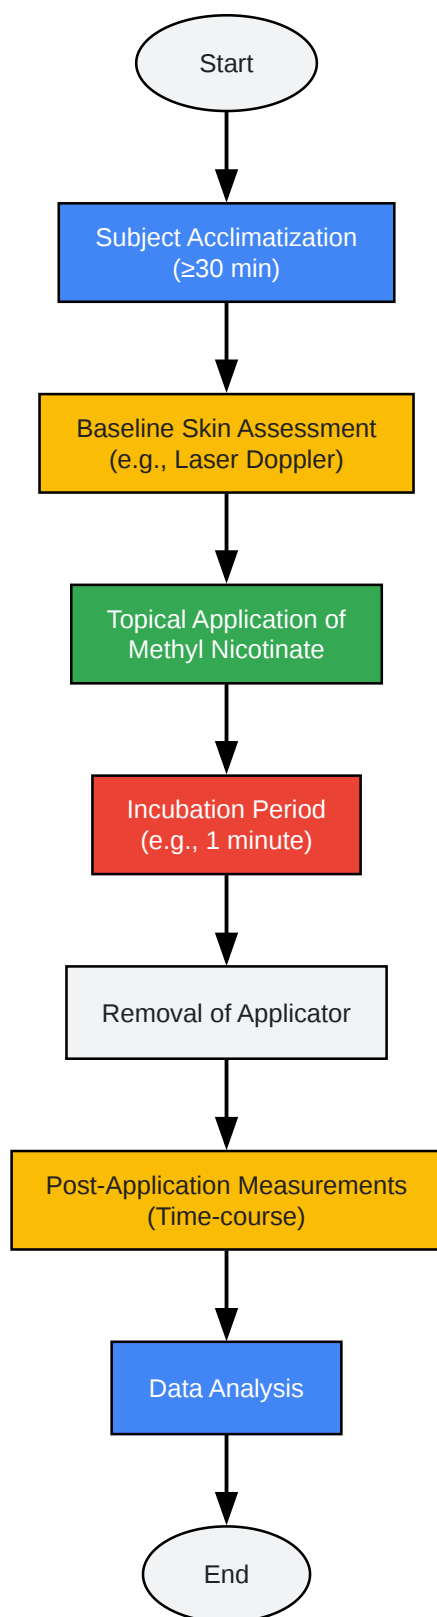 Start
Subject Acclimatization
(≥30 min)
Baseline Skin Assessment
(e.g., Laser Doppler)
Topical Application of
Methyl Nicotinate
Incubation Period
(e.g., 1 minute)
Removal of Applicator
Post-Application Measurements
(Time-course)
Data Analysis
End